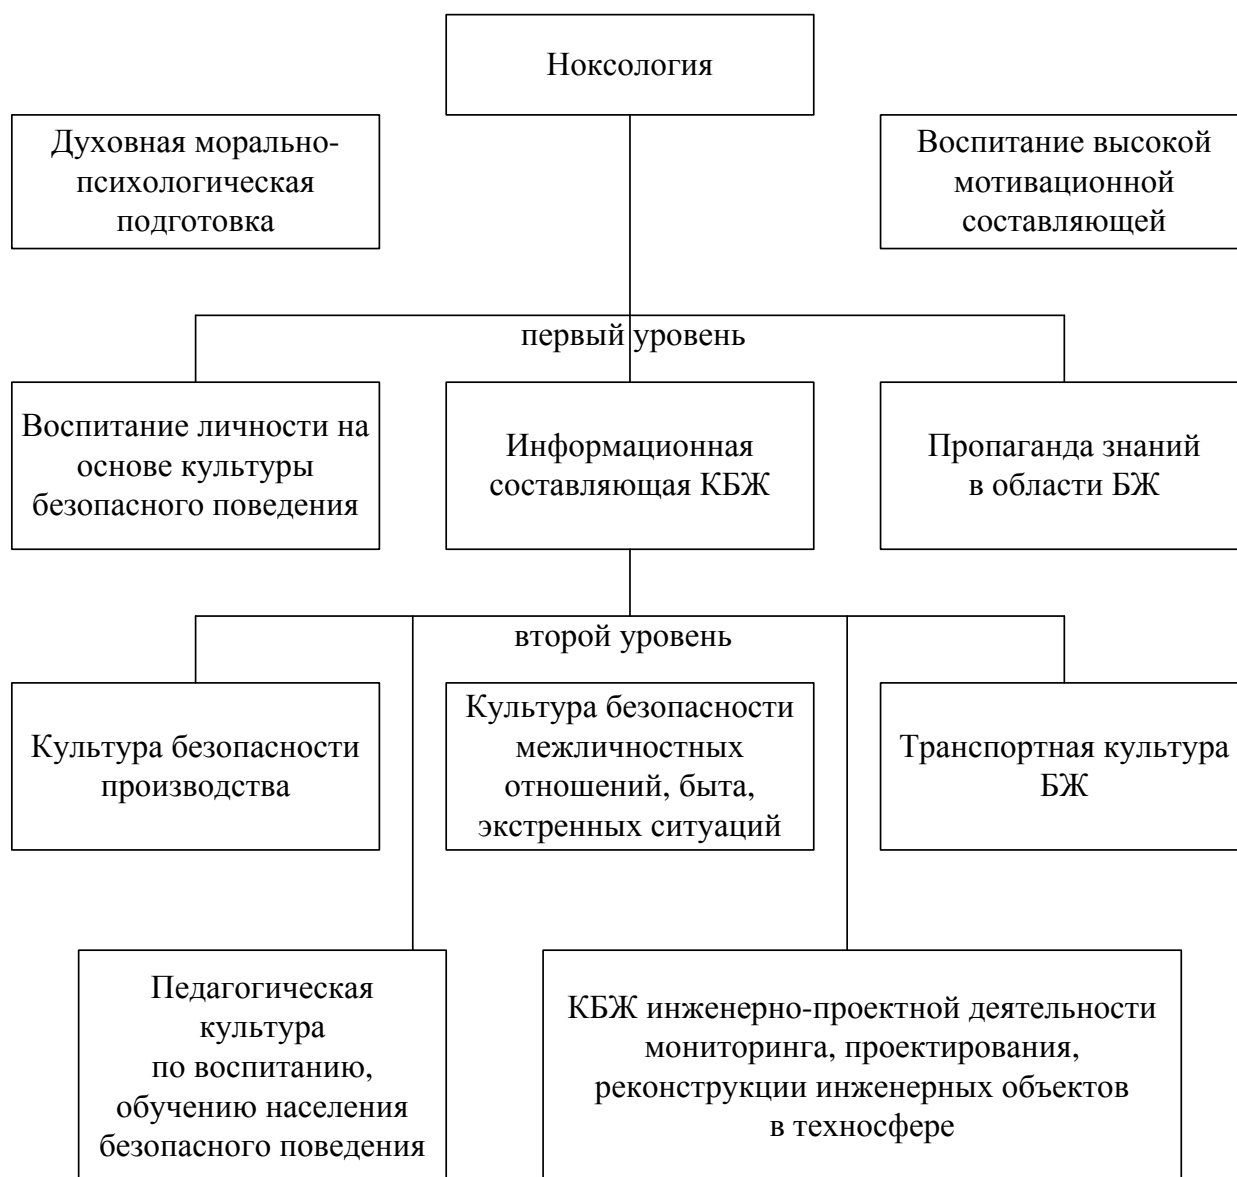 Ноксология
Духовная морально-
психологическая
подготовка
Воспитание высокой
мотивационной
составляющей
первый уровень
Воспитание личности на
основе культуры
безопасного поведения
Информационная
составляющая КБЖ
Пропаганда знаний
в области БЖ
второй уровень
Культура безопасности
производства
Культура безопасности
межличностных
отношений, быта,
экстренных ситуаций
Транспортная культура
БЖ
Педагогическая
культура
по воспитанию,
обучению населения
безопасного поведения
КБЖ инженерно-проектной деятельности
мониторинга, проектирования,
реконструкции инженерных объектов
в техносфере